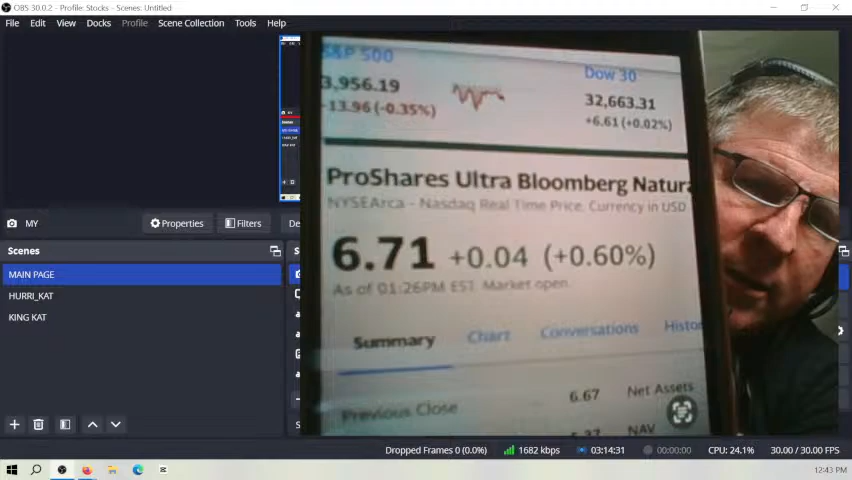 OBS 30.0.2 - Profile: Stocks - Scenes: Untitled
File Edit View Docks Profile Scene Collection Tools Help
S&P 500
3,956.19
-13.96 (-0.35%)
Dow 30
32,663.31
+6.61 (+0.02%)
ProShares Ultra Bloomberg Natura
NYSEArca - Nasdaq Real Time Price. Currency in USD
6.71 +0.04 (+0.60%)
As of 01:26PM EST. Market open.
Summary Chart Conversations Histor
Previous Close 6.67 Net Assets
NAV
MY Properties Filters De
Scenes
MAIN PAGE
HURRI_KAT
KING KAT
Dropped Frames 0 (0.0%) 1682 kbps 03:14:31 00:00:00 CPU: 24.1% 30.00 / 30.00 FPS
12:43 PM